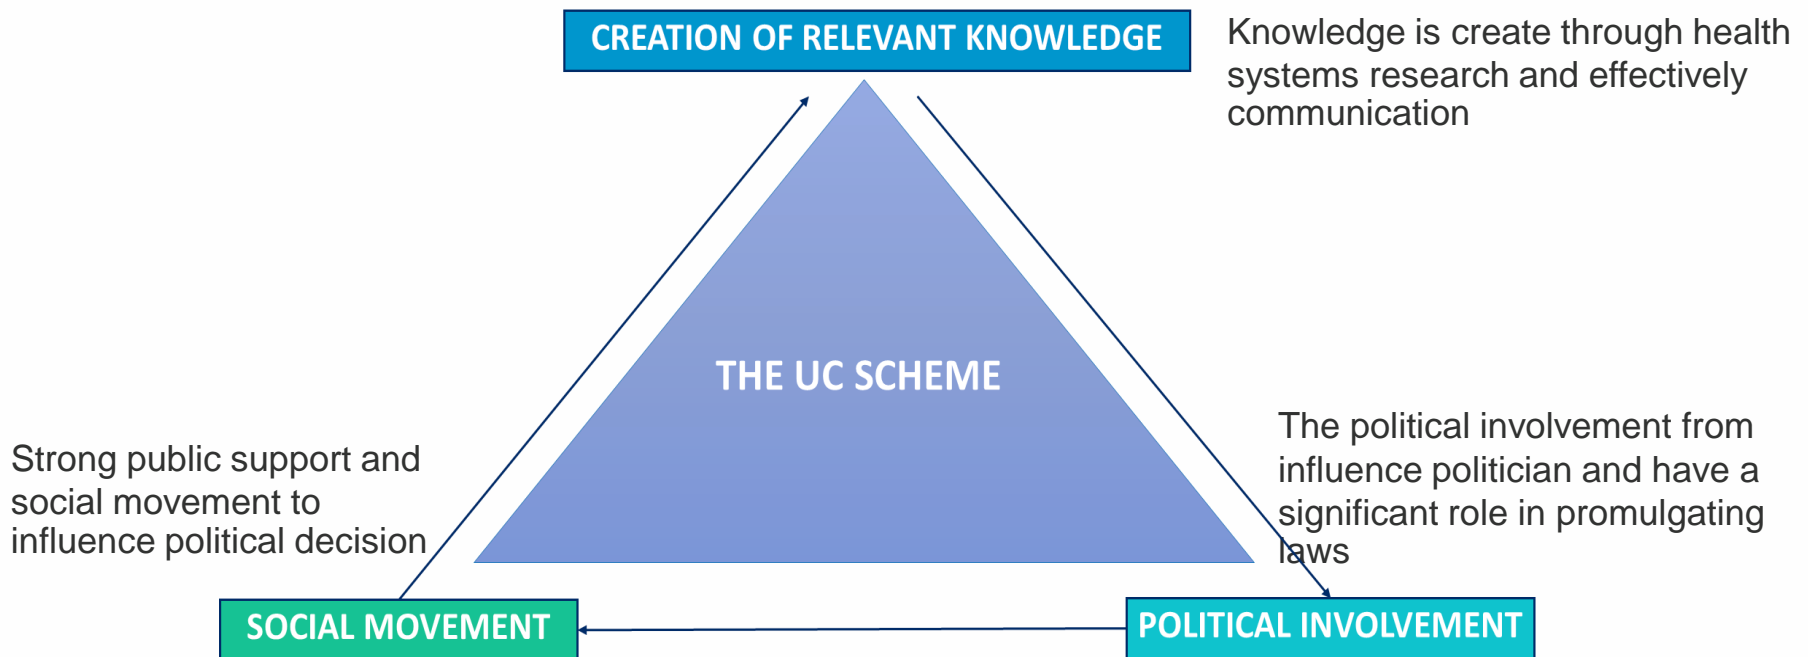 CREATION OF RELEVANT KNOWLEDGE
Knowledge is create through health
systems research and effectively
communication
THE UC SCHEME
Strong public support and
social movement to
influence political decision
The political involvement from
influence politician and have a
significant role in promulgating
laws
SOCIAL MOVEMENT
POLITICAL INVOLVEMENT